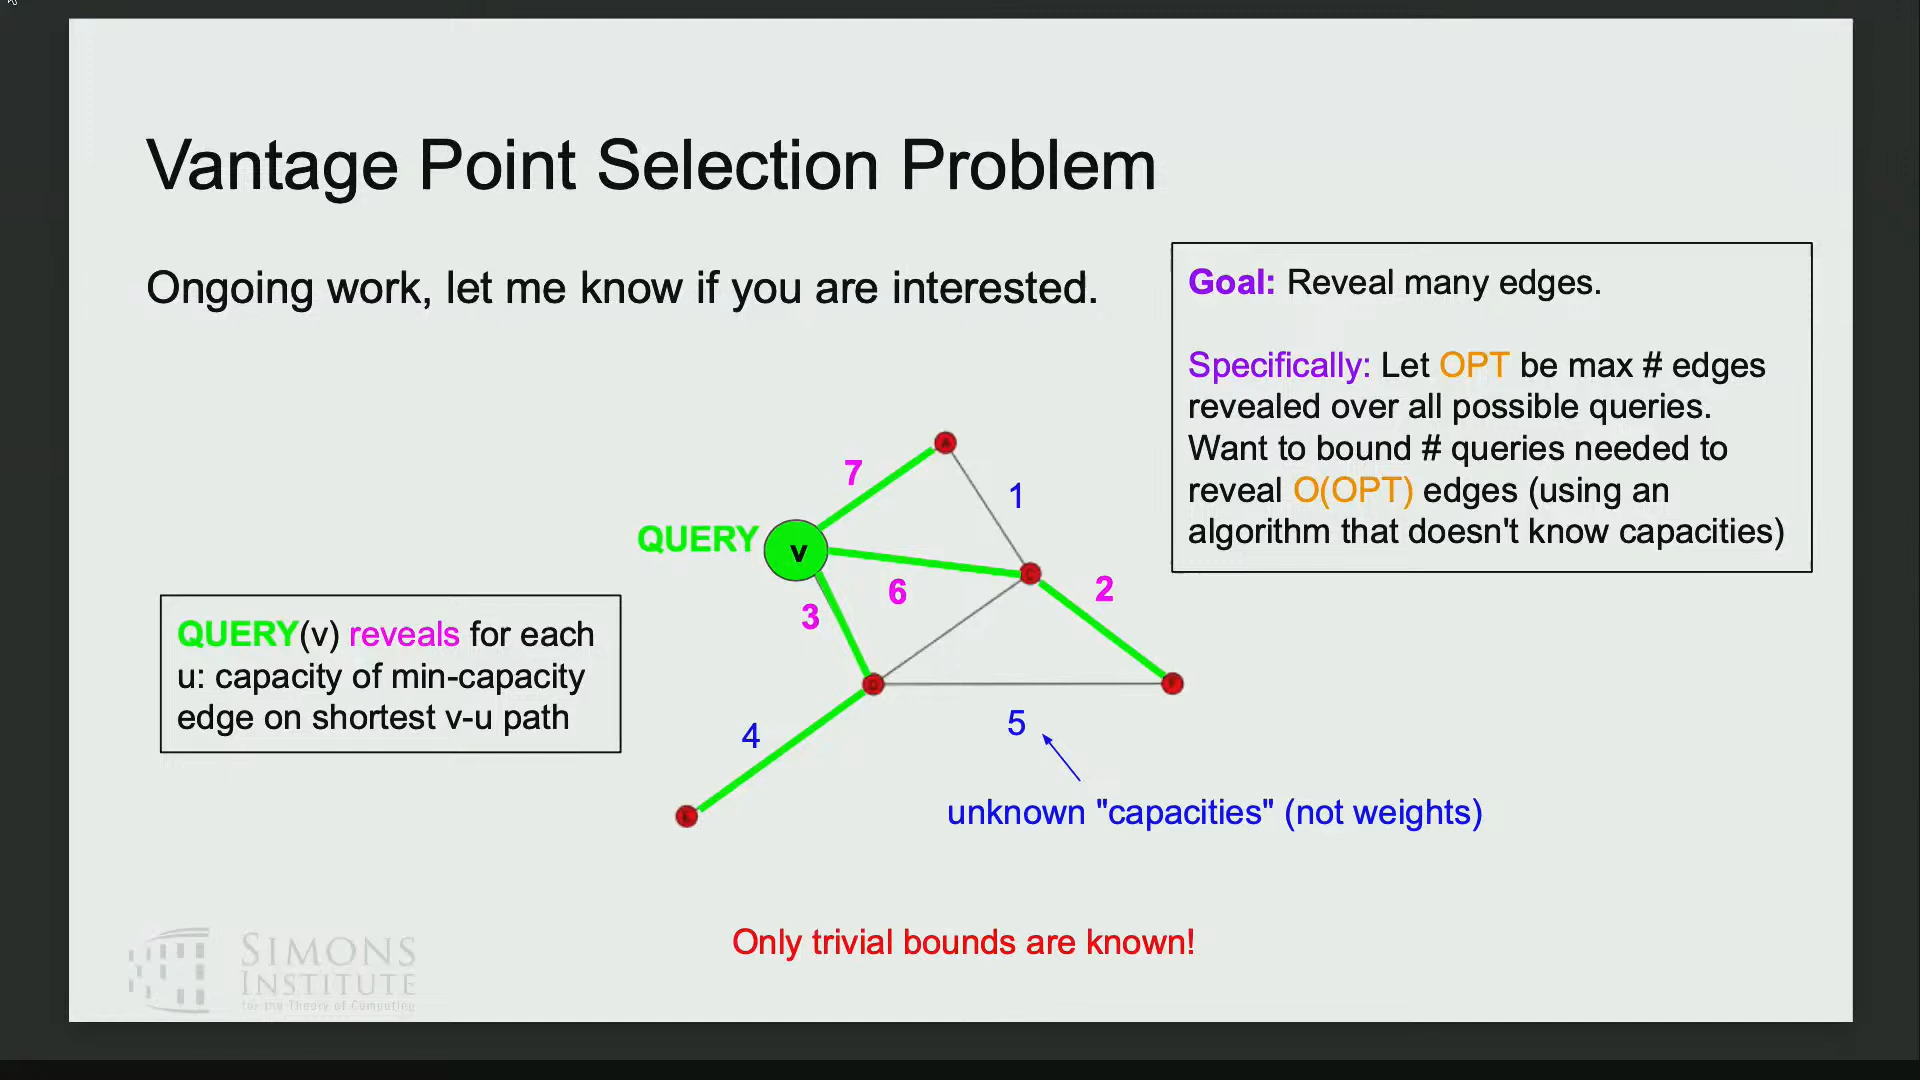 Vantage Point Selection Problem
Ongoing work, let me know if you are interested.
Goal: Reveal many edges.
Specifically: Let OPT be max # edges
revealed over all possible queries.
Want to bound # queries needed to
reveal O(OPT) edges (using an
algorithm that doesn't know capacities)
A
7
1
QUERY
v
C
6
2
3
QUERY(v) reveals for each
u: capacity of min-capacity
edge on shortest v-u path
D
4
5
unknown "capacities" (not weights)
Only trivial bounds are known!
SIMONS
INSTITUTE
for the Theory of Computing